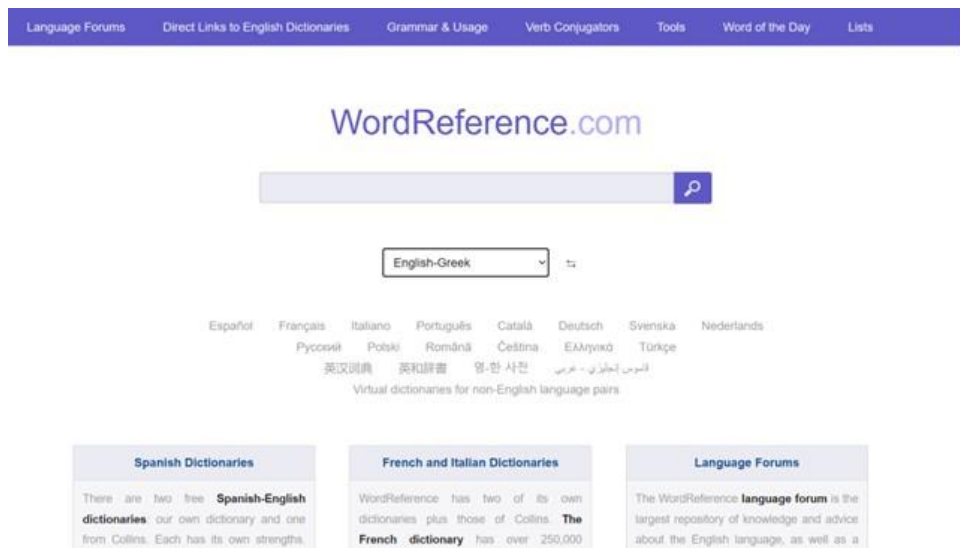 Language Forums Direct Links to English Dictionaries Grammar & Usage Verb Conjugators Tools Word of the Day Lists
WordReference.com
English-Greek
Español Français Italiano Português Català Deutsch Svenska Nederlands
Русский Polski Română Čeština Ελληνικά Türkçe
英汉词典 英和辞書 영-한 사전 قاموس إنجليزي - عربي
Virtual dictionaries for non-English language pairs
Spanish Dictionaries
There are two free Spanish-English
dictionaries: our own dictionary and one
from Collins. Each has its own strengths.
French and Italian Dictionaries
WordReference has two of its own
dictionaries plus those of Collins. The
French dictionary has over 250,000
Language Forums
The WordReference language forum is the
largest repository of knowledge and advice
about the English language, as well as a